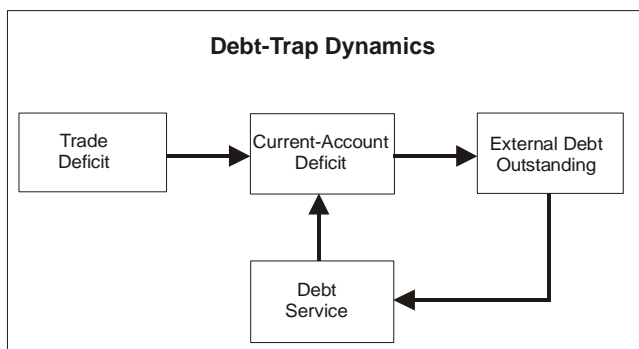 Debt-Trap Dynamics
Trade
Deficit
Current-Account
Deficit
External Debt
Outstanding
Debt
Service